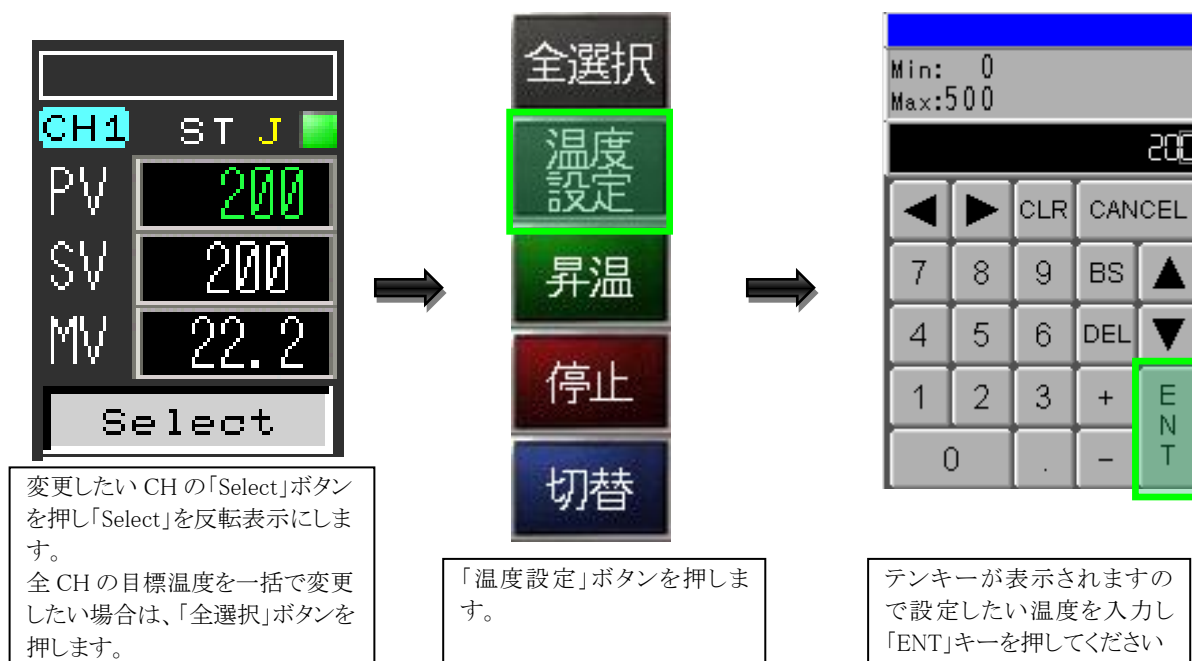 CH1 ST J
PV 200
SV 200
MV 22.2
Select
変更したい CH の「Select」ボタン
を押し「Select」を反転表示にしま
す。
全 CH の目標温度を一括で変更
したい場合は、「全選択」ボタンを
押します。
全選択
温度
設定
昇温
停止
切替
「温度設定」ボタンを押しま
す。
Min: 0
Max:500
200
CLR CANCEL
7 8 9 BS
4 5 6 DEL
1 2 3 +
0 . −
E
N
T
テンキーが表示されますの
で設定したい温度を入力し
「ENT」キーを押してください